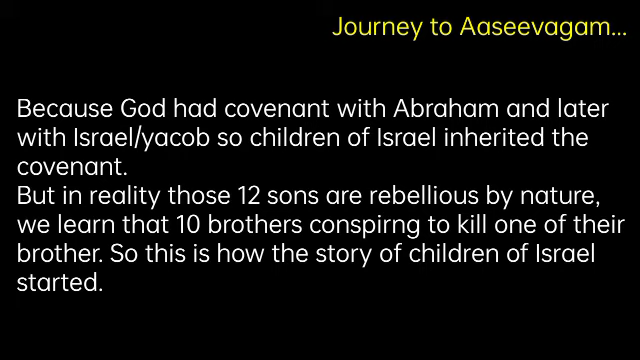 Journey to Aaseevagam...
Because God had covenant with Abraham and later
with Israel/yacob so children of Israel inherited the
covenant.
But in reality those 12 sons are rebellious by nature,
we learn that 10 brothers conspirng to kill one of their
brother. So this is how the story of children of Israel
started.